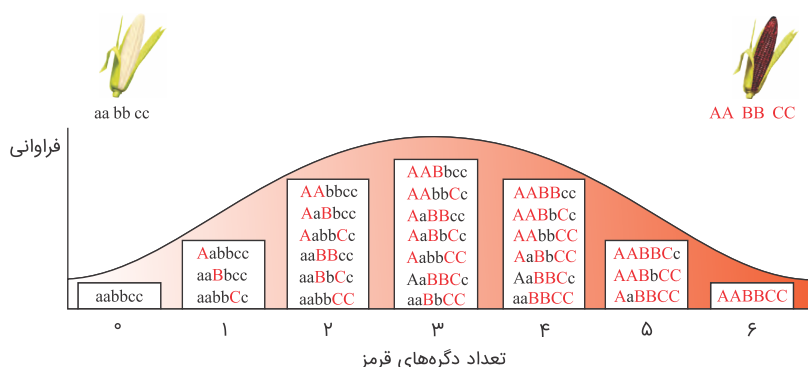 aa bb cc
AA BB CC
فراوانی
aabbcc
Aabbcc
aaBbcc
aabbCc
AAbbcc
AaBbcc
AabbCc
aaBBcc
aaBbCc
aabbCC
AABbcc
AAbbCc
AaBBcc
AaBbCc
AabbCC
AaBBCc
aaBbCC
AABBcc
AABbCc
AAbbCC
AaBbCC
AaBBCc
aaBBCC
AABBCc
AABbCC
AaBBCC
AABBCC
۰ ۱ ۲ ۳ ۴ ۵ ۶
تعداد دگره‌های قرمز